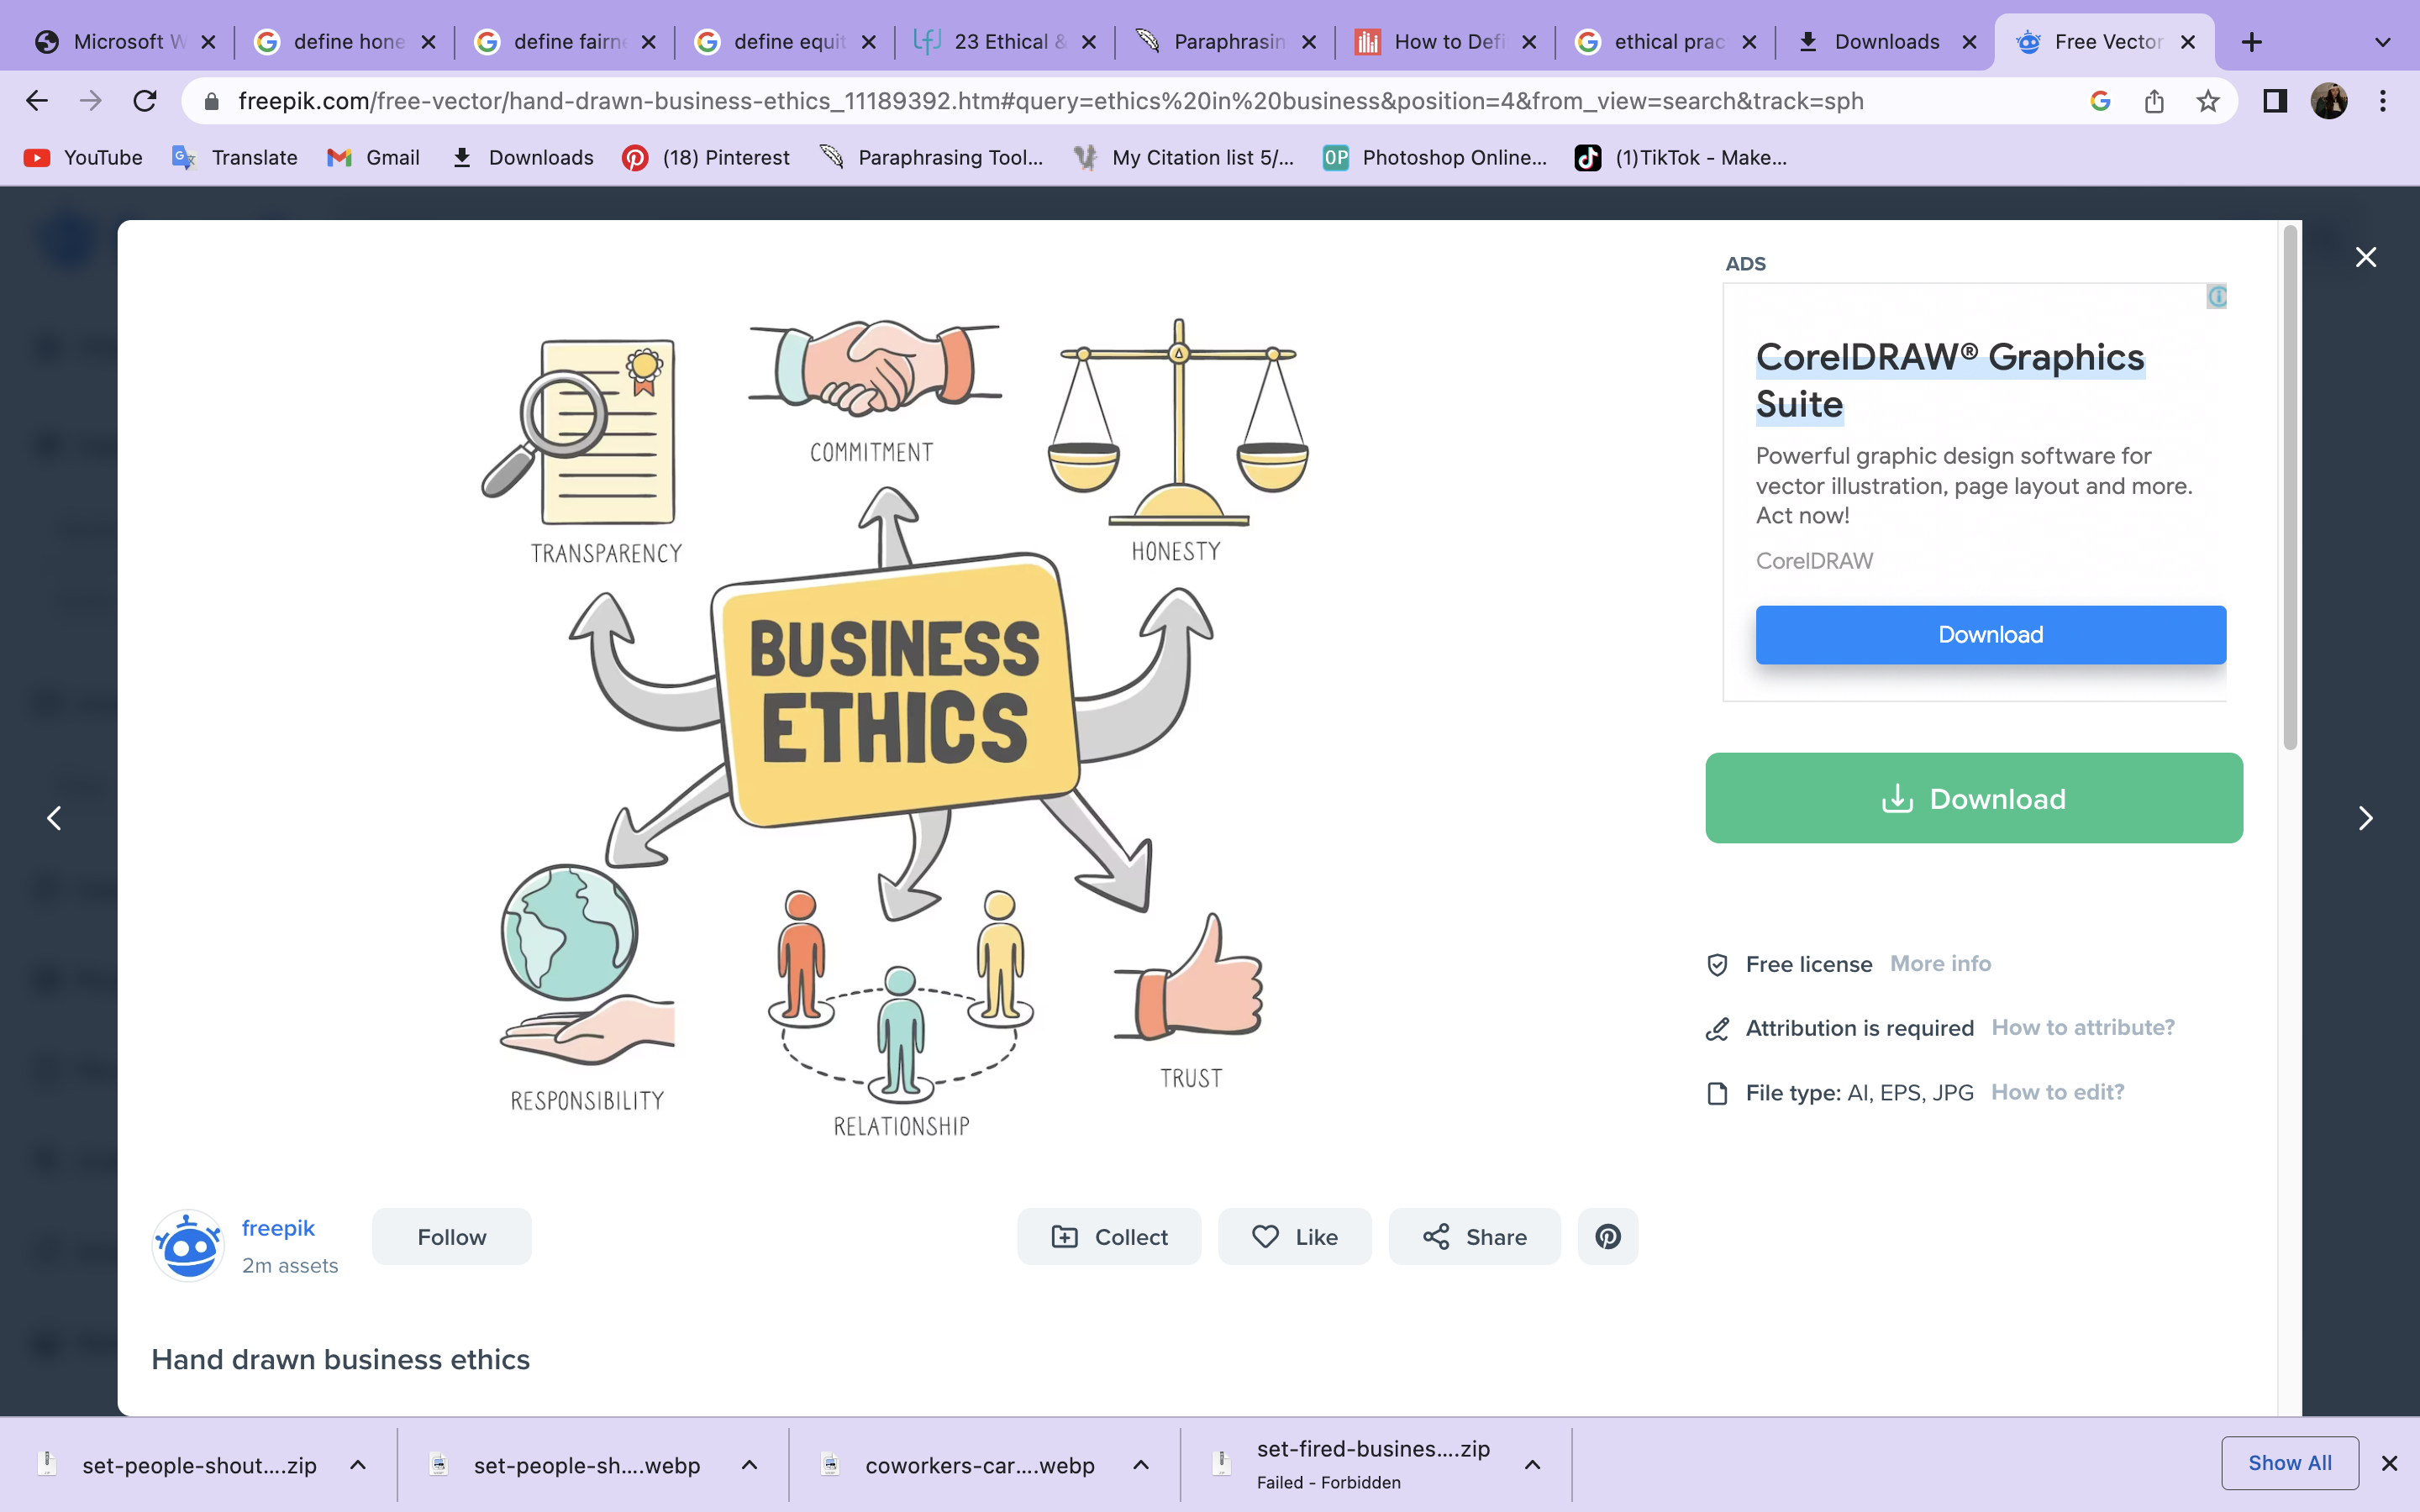 Microsoft W
define hone
define fairne
define equit
23 Ethical &
Paraphrasin
How to Defi
ethical prac
Downloads
Free Vector
freepik.com/free-vector/hand-drawn-business-ethics_11189392.htm#query=ethics%20in%20business&position=4&from_view=search&track=sph
YouTube
Translate
Gmail
Downloads
(18) Pinterest
Paraphrasing Tool...
My Citation list 5/...
OP
Photoshop Online...
(1)TikTok - Make...
TRANSPARENCY
COMMITMENT
HONESTY
BUSINESS
ETHICS
RESPONSIBILITY
RELATIONSHIP
TRUST
ADS
CorelDRAW® Graphics
Suite
Powerful graphic design software for
vector illustration, page layout and more.
Act now!
CorelDRAW
Download
Download
Free license More info
Attribution is required How to attribute?
File type: AI, EPS, JPG How to edit?
freepik
2m assets
Follow
Collect
Like
Share
Hand drawn business ethics
set-people-shout....zip
set-people-sh....webp
coworkers-car....webp
set-fired-busines....zip
Failed - Forbidden
Show All